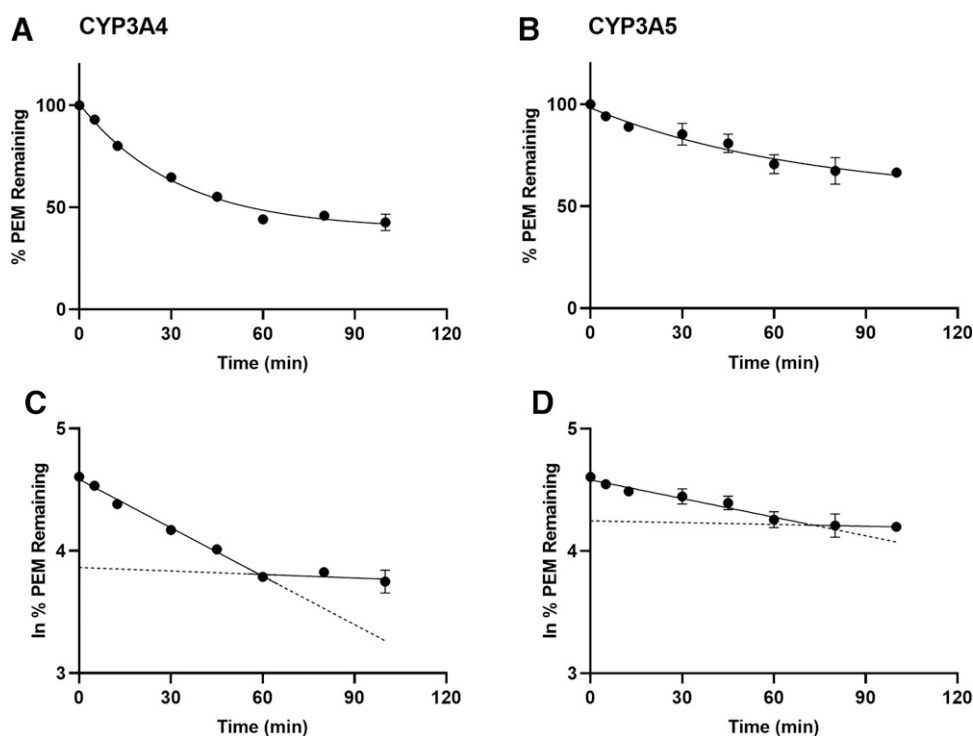 A CYP3A4
% PEM Remaining
100
50
0
0 30 60 90 120
Time (min)
B CYP3A5
% PEM Remaining
100
50
0
0 30 60 90 120
Time (min)
C
ln % PEM Remaining
5
4
3
0 30 60 90 120
Time (min)
D
ln % PEM Remaining
5
4
3
0 30 60 90 120
Time (min)